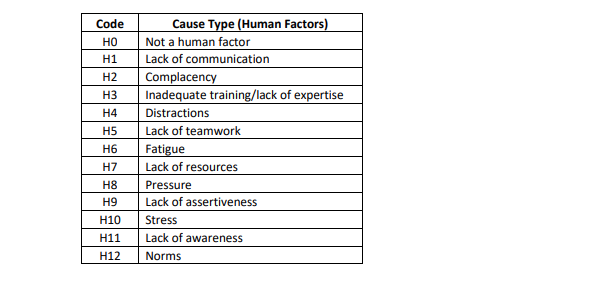 Code Cause Type (Human Factors)
H0 Not a human factor
H1 Lack of communication
H2 Complacency
H3 Inadequate training/lack of expertise
H4 Distractions
H5 Lack of teamwork
H6 Fatigue
H7 Lack of resources
H8 Pressure
H9 Lack of assertiveness
H10 Stress
H11 Lack of awareness
H12 Norms